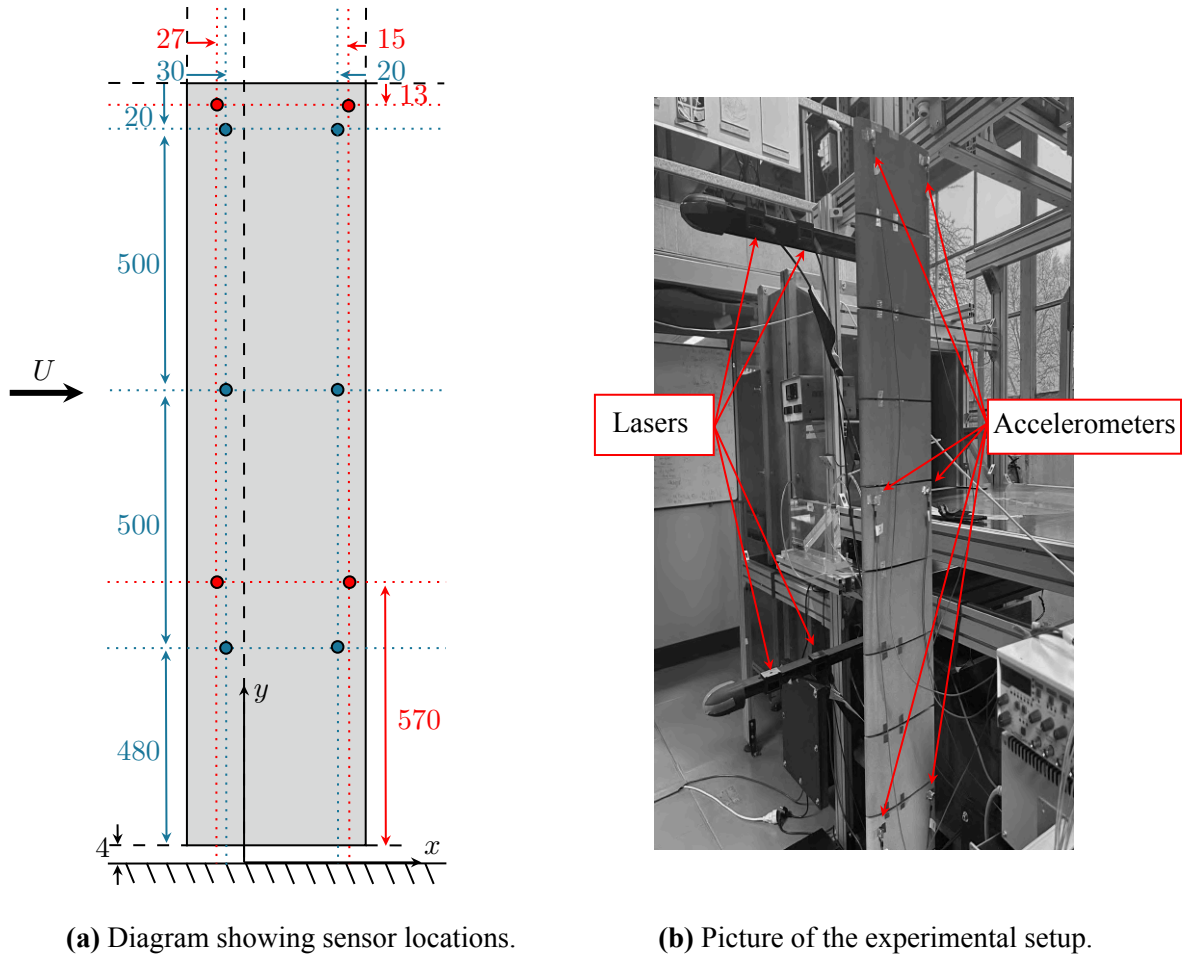 27
15
30
20
13
20
500
U
500
570
y
480
4
x
Lasers
Accelerometers
(a) Diagram showing sensor locations.
(b) Picture of the experimental setup.